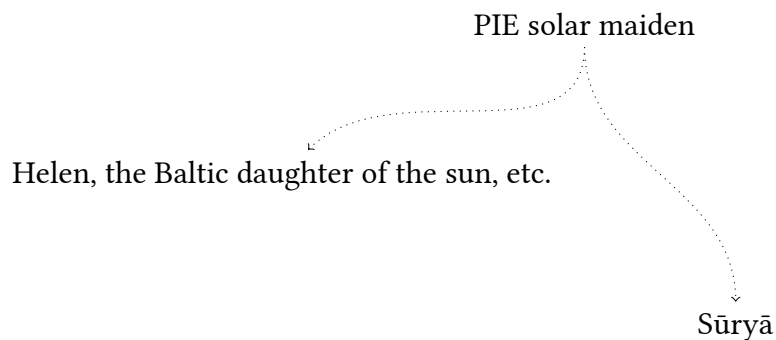 PIE solar maiden
Helen, the Baltic daughter of the sun, etc.
Sūryā